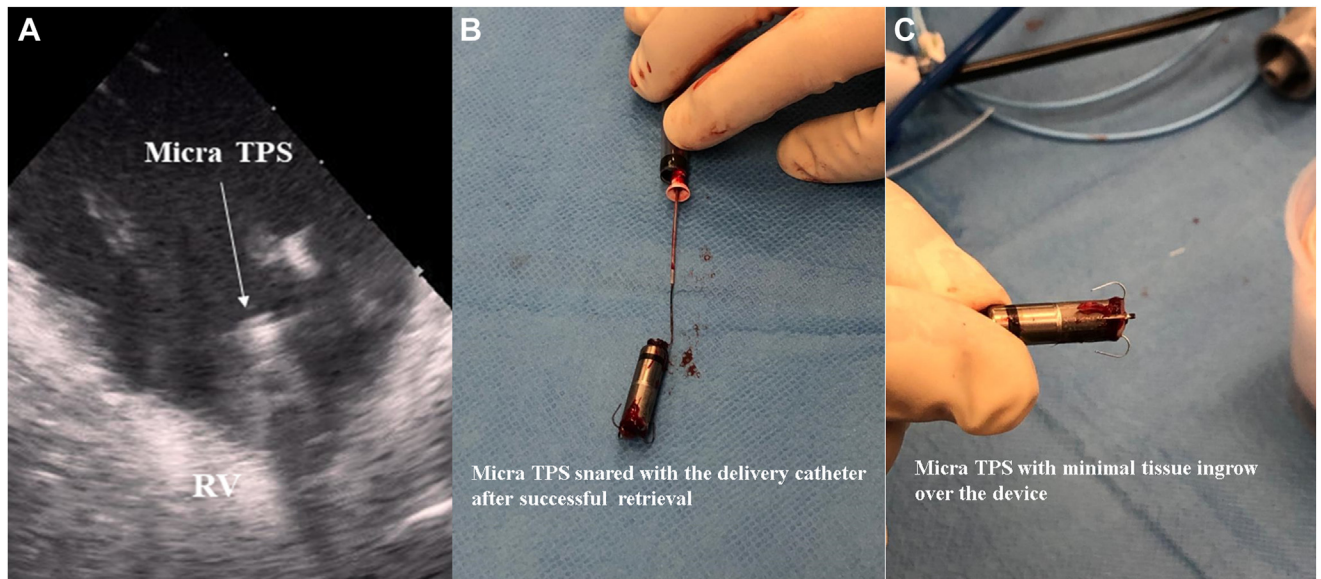 A
Micra TPS
RV
B
Micra TPS snared with the delivery catheter
after successful retrieval
C
Micra TPS with minimal tissue ingrow
over the device